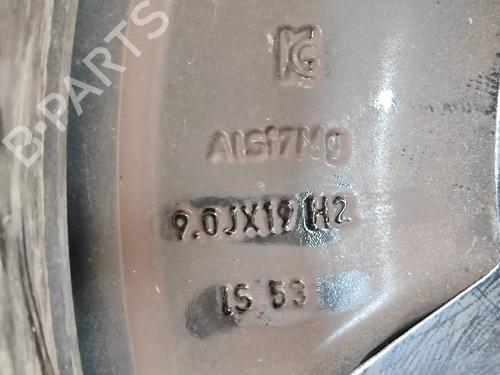 B-PARTS
KC
AlSi7Mg
9.0JX19 H2
IS 53